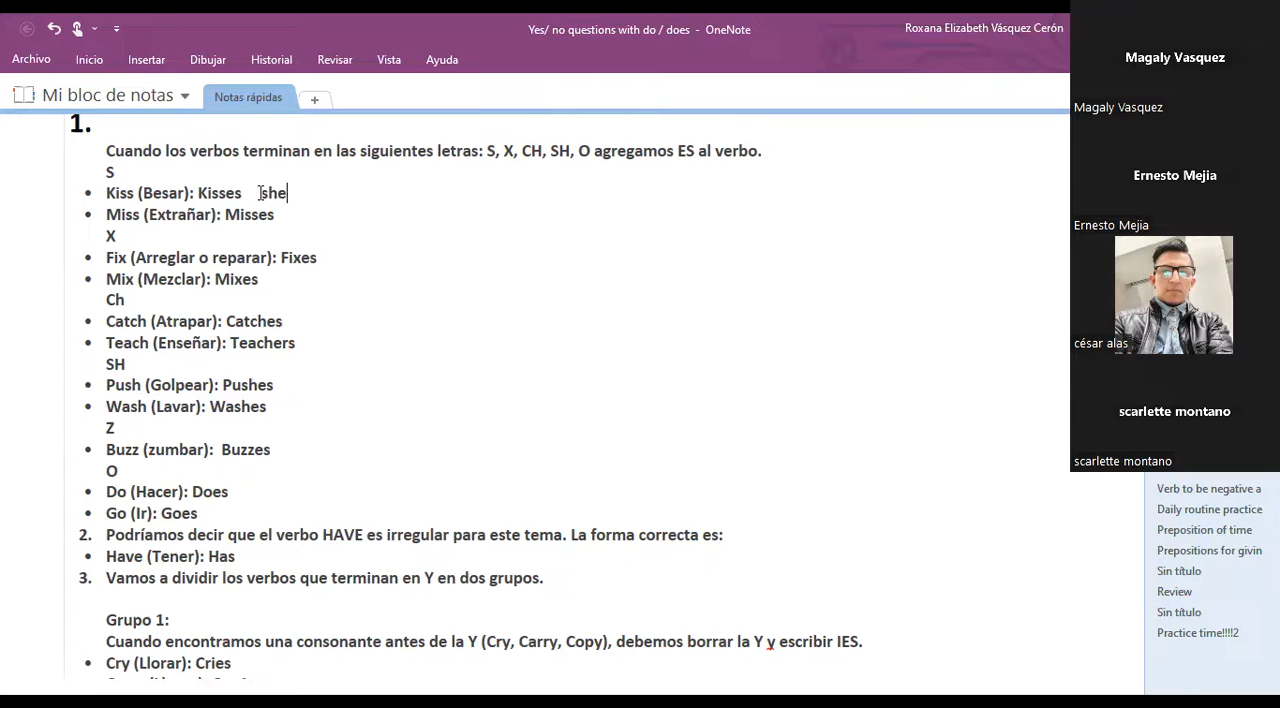 Yes/ no questions with do / does - OneNote
Roxana Elizabeth Vásquez Cerón
Archivo Inicio Insertar Dibujar Historial Revisar Vista Ayuda
Mi bloc de notas
Notas rápidas
1.
Cuando los verbos terminan en las siguientes letras: S, X, CH, SH, O agregamos ES al verbo.
S
• Kiss (Besar): Kisses she
• Miss (Extrañar): Misses
X
• Fix (Arreglar o reparar): Fixes
• Mix (Mezclar): Mixes
Ch
• Catch (Atrapar): Catches
• Teach (Enseñar): Teachers
SH
• Push (Golpear): Pushes
• Wash (Lavar): Washes
Z
• Buzz (zumbar): Buzzes
O
• Do (Hacer): Does
• Go (Ir): Goes
2. Podríamos decir que el verbo HAVE es irregular para este tema. La forma correcta es:
• Have (Tener): Has
3. Vamos a dividir los verbos que terminan en Y en dos grupos.
Grupo 1:
Cuando encontramos una consonante antes de la Y (Cry, Carry, Copy), debemos borrar la Y y escribir IES.
• Cry (Llorar): Cries
Magaly Vasquez
Magaly Vasquez
Ernesto Mejia
Ernesto Mejia
césar alas
scarlette montano
scarlette montano
Verb to be negative a
Daily routine practice
Preposition of time
Prepositions for givin
Sin título
Review
Sin título
Practice time!!!!2